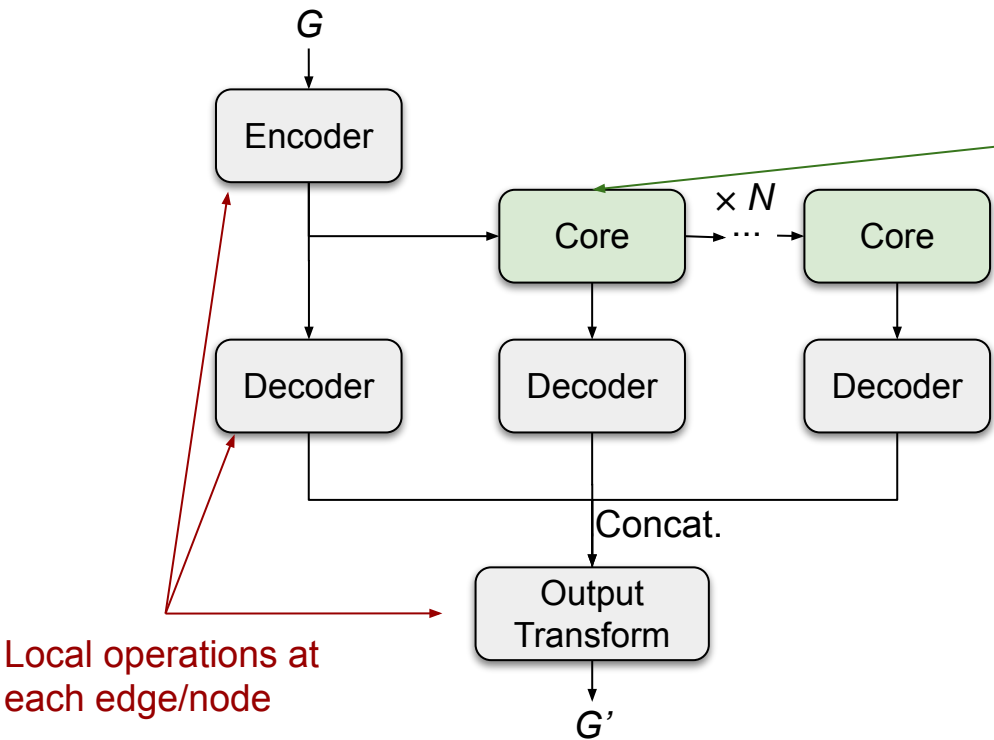 G
Encoder
× N
Core
...
Core
Decoder
Decoder
Decoder
Concat.
Output
Transform
Local operations at
each edge/node
G’